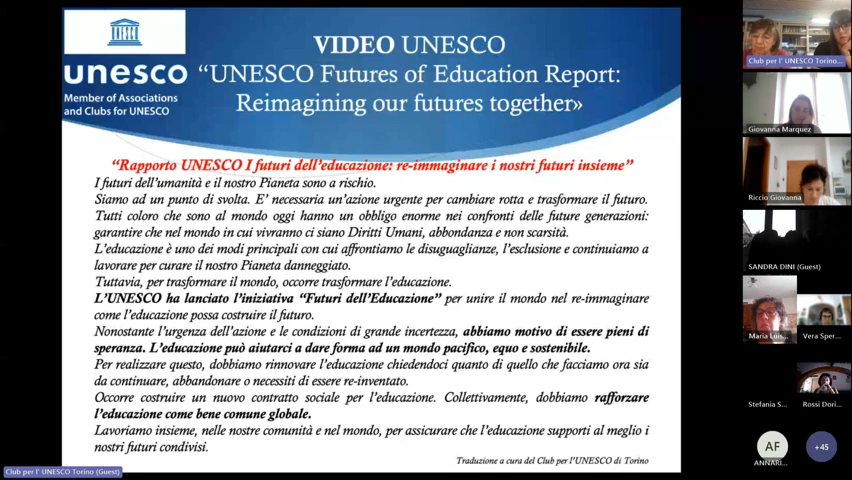 unesco
Member of Associations
and Clubs for UNESCO
VIDEO UNESCO
“UNESCO Futures of Education Report:
Reimagining our futures together»
“Rapporto UNESCO I futuri dell’educazione: re-immaginare i nostri futuri insieme”
I futuri dell’umanità e il nostro Pianeta sono a rischio.
Siamo ad un punto di svolta. E’ necessaria un’azione urgente per cambiare rotta e trasformare il futuro.
Tutti coloro che sono al mondo oggi hanno un obbligo enorme nei confronti delle future generazioni:
garantire che nel mondo in cui vivranno ci siano Diritti Umani, abbondanza e non scarsità.
L’educazione è uno dei modi principali con cui affrontiamo le disuguaglianze, l’esclusione e continuiamo a
lavorare per curare il nostro Pianeta danneggiato.
Tuttavia, per trasformare il mondo, occorre trasformare l’educazione.
L’UNESCO ha lanciato l’iniziativa “Futuri dell’Educazione” per unire il mondo nel re-immaginare
come l’educazione possa costruire il futuro.
Nonostante l’urgenza dell’azione e le condizioni di grande incertezza, abbiamo motivo di essere pieni di
speranza. L’educazione può aiutarci a dare forma ad un mondo pacifico, equo e sostenibile.
Per realizzare questo, dobbiamo rinnovare l’educazione chiedendoci quanto di quello che facciamo ora sia
da continuare, abbandonare o necessiti di essere re-inventato.
Occorre costruire un nuovo contratto sociale per l’educazione. Collettivamente, dobbiamo rafforzare
l’educazione come bene comune globale.
Lavoriamo insieme, nelle nostre comunità e nel mondo, per assicurare che l’educazione supporti al meglio i
nostri futuri condivisi.
Traduzione a cura del Club per l’UNESCO di Torino
Club per l' UNESCO Torino (Guest)
Club per l' UNESCO Torino...
Giovanna Marquez
Riccio Giovanna
SANDRA DINI (Guest)
Maria Luis...
Vera Sper...
Stefania S...
Rossi Dori...
AF
+45
ANNARI...